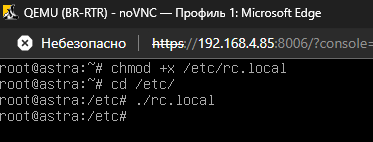 QEMU (BR-RTR) - noVNC — Профиль 1: Microsoft Edge
Небезопасно https://192.168.4.85:8006/?console=
root@astra:~# chmod +x /etc/rc.local
root@astra:~# cd /etc/
root@astra:/etc# ./rc.local
root@astra:/etc#